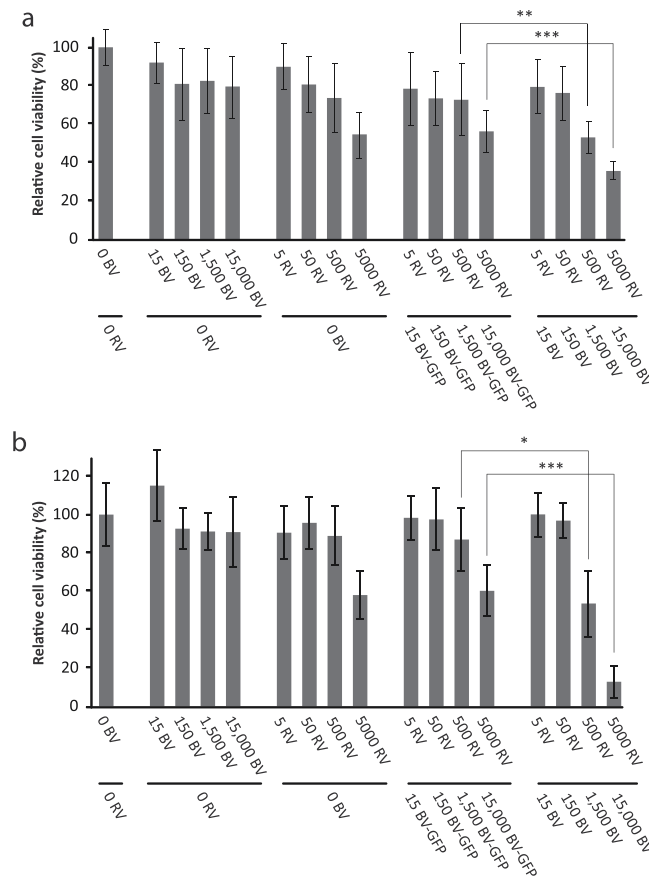 a
**
***
Relative cell viability (%)
100
80
60
40
20
0
0 BV
15 BV
150 BV
1,500 BV
15,000 BV
5 RV
50 RV
500 RV
5000 RV
5 RV
50 RV
500 RV
5000 RV
5 RV
50 RV
500 RV
5000 RV
0 RV
0 RV
0 BV
15 BV-GFP
150 BV-GFP
1,500 BV-GFP
15,000 BV-GFP
15 BV
150 BV
1,500 BV
15,000 BV
b
*
***
Relative cell viability (%)
120
100
80
60
40
20
0
0 BV
15 BV
150 BV
1,500 BV
15,000 BV
5 RV
50 RV
500 RV
5000 RV
5 RV
50 RV
500 RV
5000 RV
5 RV
50 RV
500 RV
5000 RV
0 RV
0 RV
0 BV
15 BV-GFP
150 BV-GFP
1,500 BV-GFP
15,000 BV-GFP
15 BV
150 BV
1,500 BV
15,000 BV